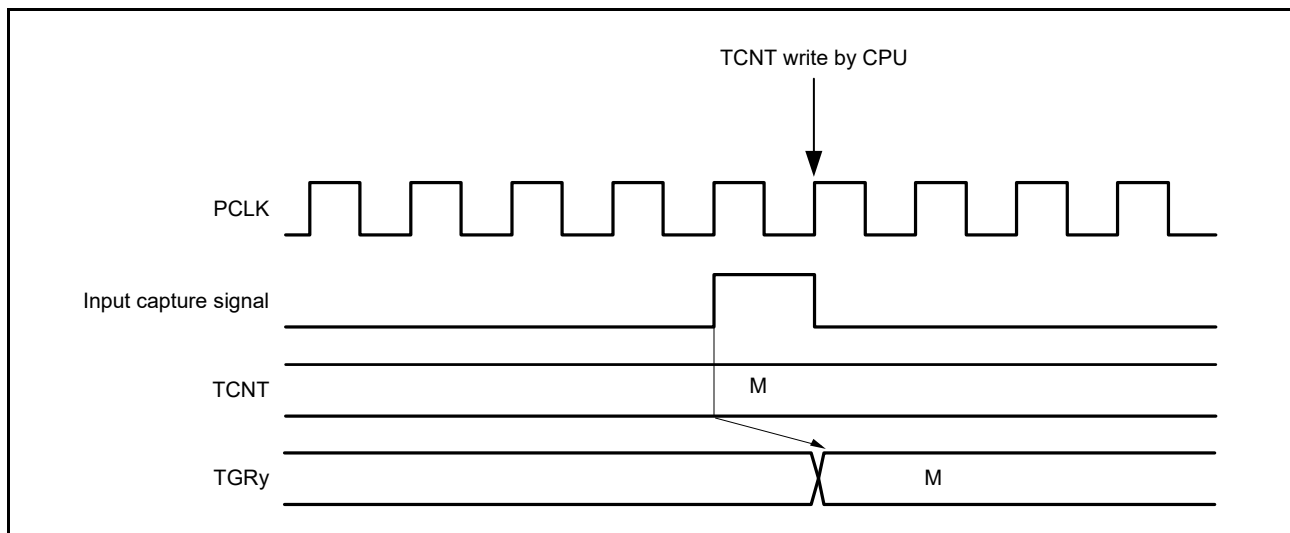 TCNT write by CPU
PCLK
Input capture signal
TCNT
M
TGRy
M